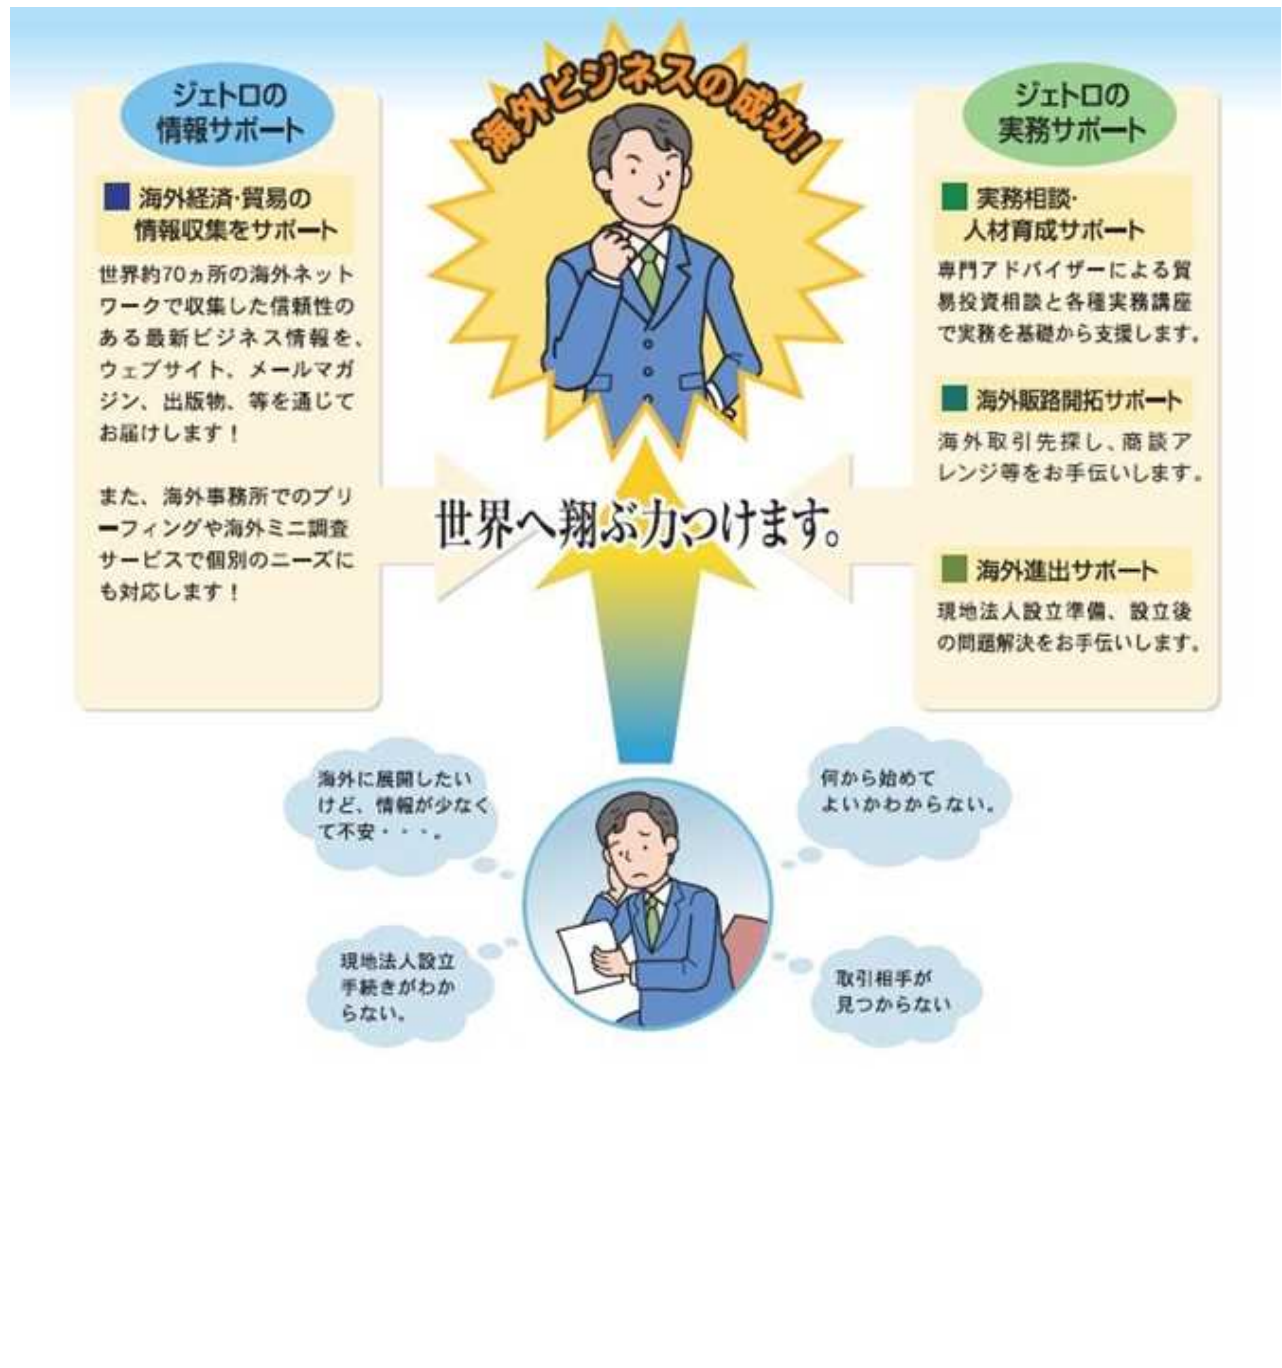 海外ビジネスの成功!
ジェトロの
情報サポート
海外経済・貿易の
情報収集をサポート
世界約70ヵ所の海外ネット
ワークで収集した信頼性の
ある最新ビジネス情報を、
ウェブサイト、メールマガ
ジン、出版物、等を通じて
お届けします！
また、海外事務所でのブリ
ーフィングや海外ミニ調査
サービスで個別のニーズに
も対応します！
ジェトロの
実務サポート
実務相談・
人材育成サポート
専門アドバイザーによる貿
易投資相談と各種実務講座
で実務を基礎から支援します。
海外販路開拓サポート
海外取引先探し、商談ア
レンジ等をお手伝いします。
海外進出サポート
現地法人設立準備、設立後
の問題解決をお手伝いします。
世界へ翔ぶ力つけます。
海外に展開したい
けど、情報が少なく
て不安・・・。
何から始めて
よいかわからない。
現地法人設立
手続きがわか
らない。
取引相手が
見つからない